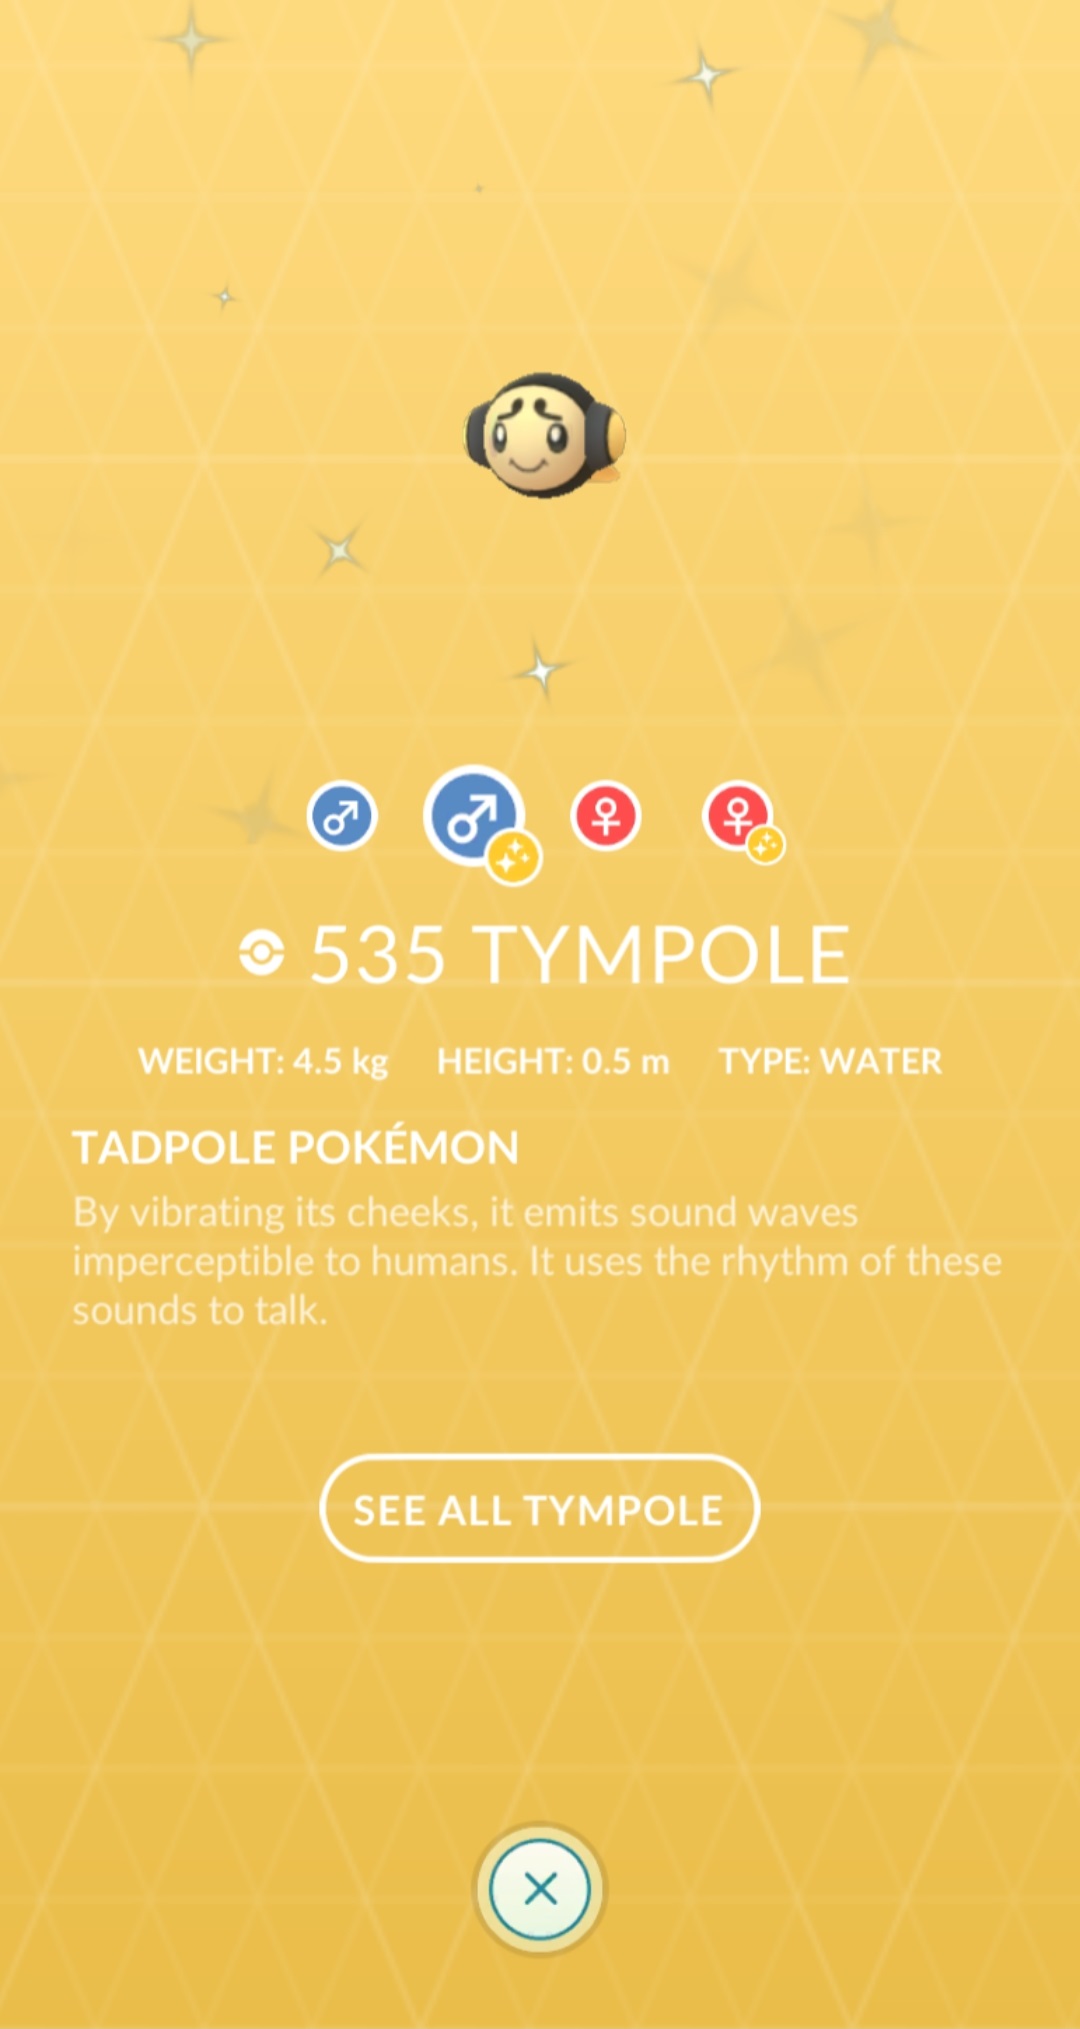 535 TYMPOLE
WEIGHT: 4.5 kg HEIGHT: 0.5 m TYPE: WATER
TADPOLE POKÉMON
By vibrating its cheeks, it emits sound waves
imperceptible to humans. It uses the rhythm of these
sounds to talk.
SEE ALL TYMPOLE